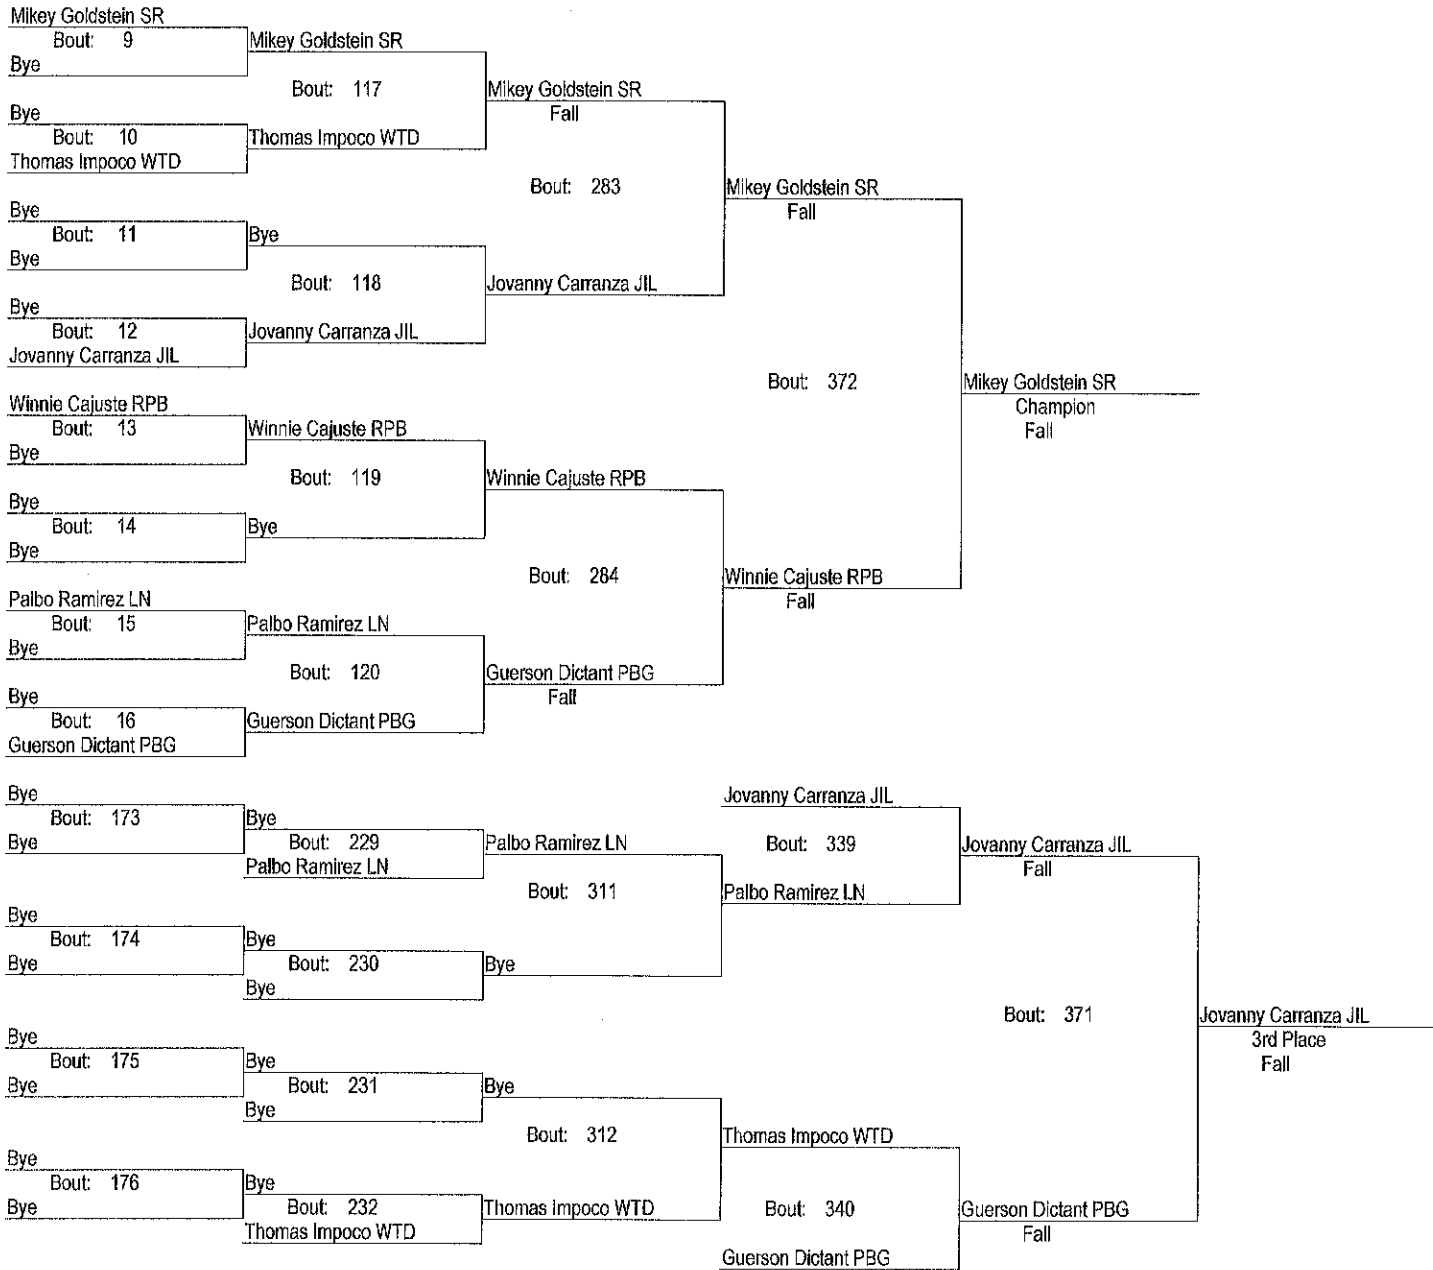 Mikey Goldstein SR
Bout: 9
Bye
Mikey Goldstein SR
Bout: 117
Mikey Goldstein SR
Fall
Bye
Bout: 10
Thomas Impoco WTD
Thomas Impoco WTD
Bout: 283
Mikey Goldstein SR
Fall
Bye
Bout: 11
Bye
Bye
Bout: 118
Jovanny Carranza JIL
Bye
Bout: 12
Jovanny Carranza JIL
Jovanny Carranza JIL
Bout: 372
Mikey Goldstein SR
Champion
Fall
Winnie Cajuste RPB
Bout: 13
Bye
Winnie Cajuste RPB
Bout: 119
Winnie Cajuste RPB
Bye
Bout: 14
Bye
Bye
Bout: 284
Winnie Cajuste RPB
Fall
Palbo Ramirez LN
Bout: 15
Bye
Palbo Ramirez LN
Bout: 120
Guerson Dictant PBG
Fall
Bye
Bout: 16
Guerson Dictant PBG
Guerson Dictant PBG
Bye
Bout: 173
Bye
Bye
Bout: 229
Palbo Ramirez LN
Palbo Ramirez LN
Bout: 311
Jovanny Carranza JIL
Bout: 339
Palbo Ramirez LN
Jovanny Carranza JIL
Fall
Bye
Bout: 174
Bye
Bye
Bout: 230
Bye
Bye
Bout: 371
Jovanny Carranza JIL
3rd Place
Fall
Bye
Bout: 175
Bye
Bye
Bout: 231
Bye
Bye
Bout: 312
Thomas Impoco WTD
Bye
Bout: 176
Bye
Bye
Bout: 232
Thomas Impoco WTD
Thomas Impoco WTD
Bout: 340
Guerson Dictant PBG
Guerson Dictant PBG
Fall